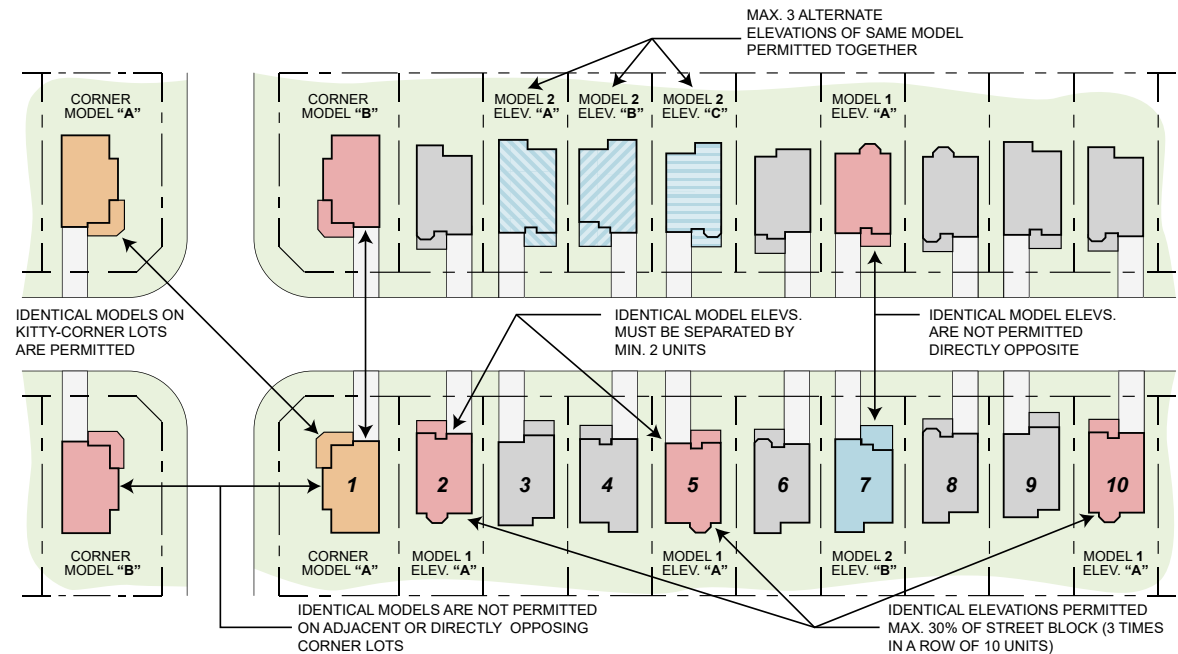 MAX. 3 ALTERNATE
ELEVATIONS OF SAME MODEL
PERMITTED TOGETHER
CORNER
MODEL “A”
CORNER
MODEL “B”
MODEL 2
ELEV. “A”
MODEL 2
ELEV. “B”
MODEL 2
ELEV. “C”
MODEL 1
ELEV. “A”
IDENTICAL MODELS ON
KITTY-CORNER LOTS
ARE PERMITTED
IDENTICAL MODEL ELEVS.
MUST BE SEPARATED BY
MIN. 2 UNITS
IDENTICAL MODEL ELEVS.
ARE NOT PERMITTED
DIRECTLY OPPOSITE
1
2
3
4
5
6
7
8
9
10
CORNER
MODEL “B”
CORNER
MODEL “A”
MODEL 1
ELEV. “A”
MODEL 1
ELEV. “A”
MODEL 2
ELEV. “B”
MODEL 1
ELEV. “A”
IDENTICAL MODELS ARE NOT PERMITTED
ON ADJACENT OR DIRECTLY OPPOSING
CORNER LOTS
IDENTICAL ELEVATIONS PERMITTED
MAX. 30% OF STREET BLOCK (3 TIMES
IN A ROW OF 10 UNITS)